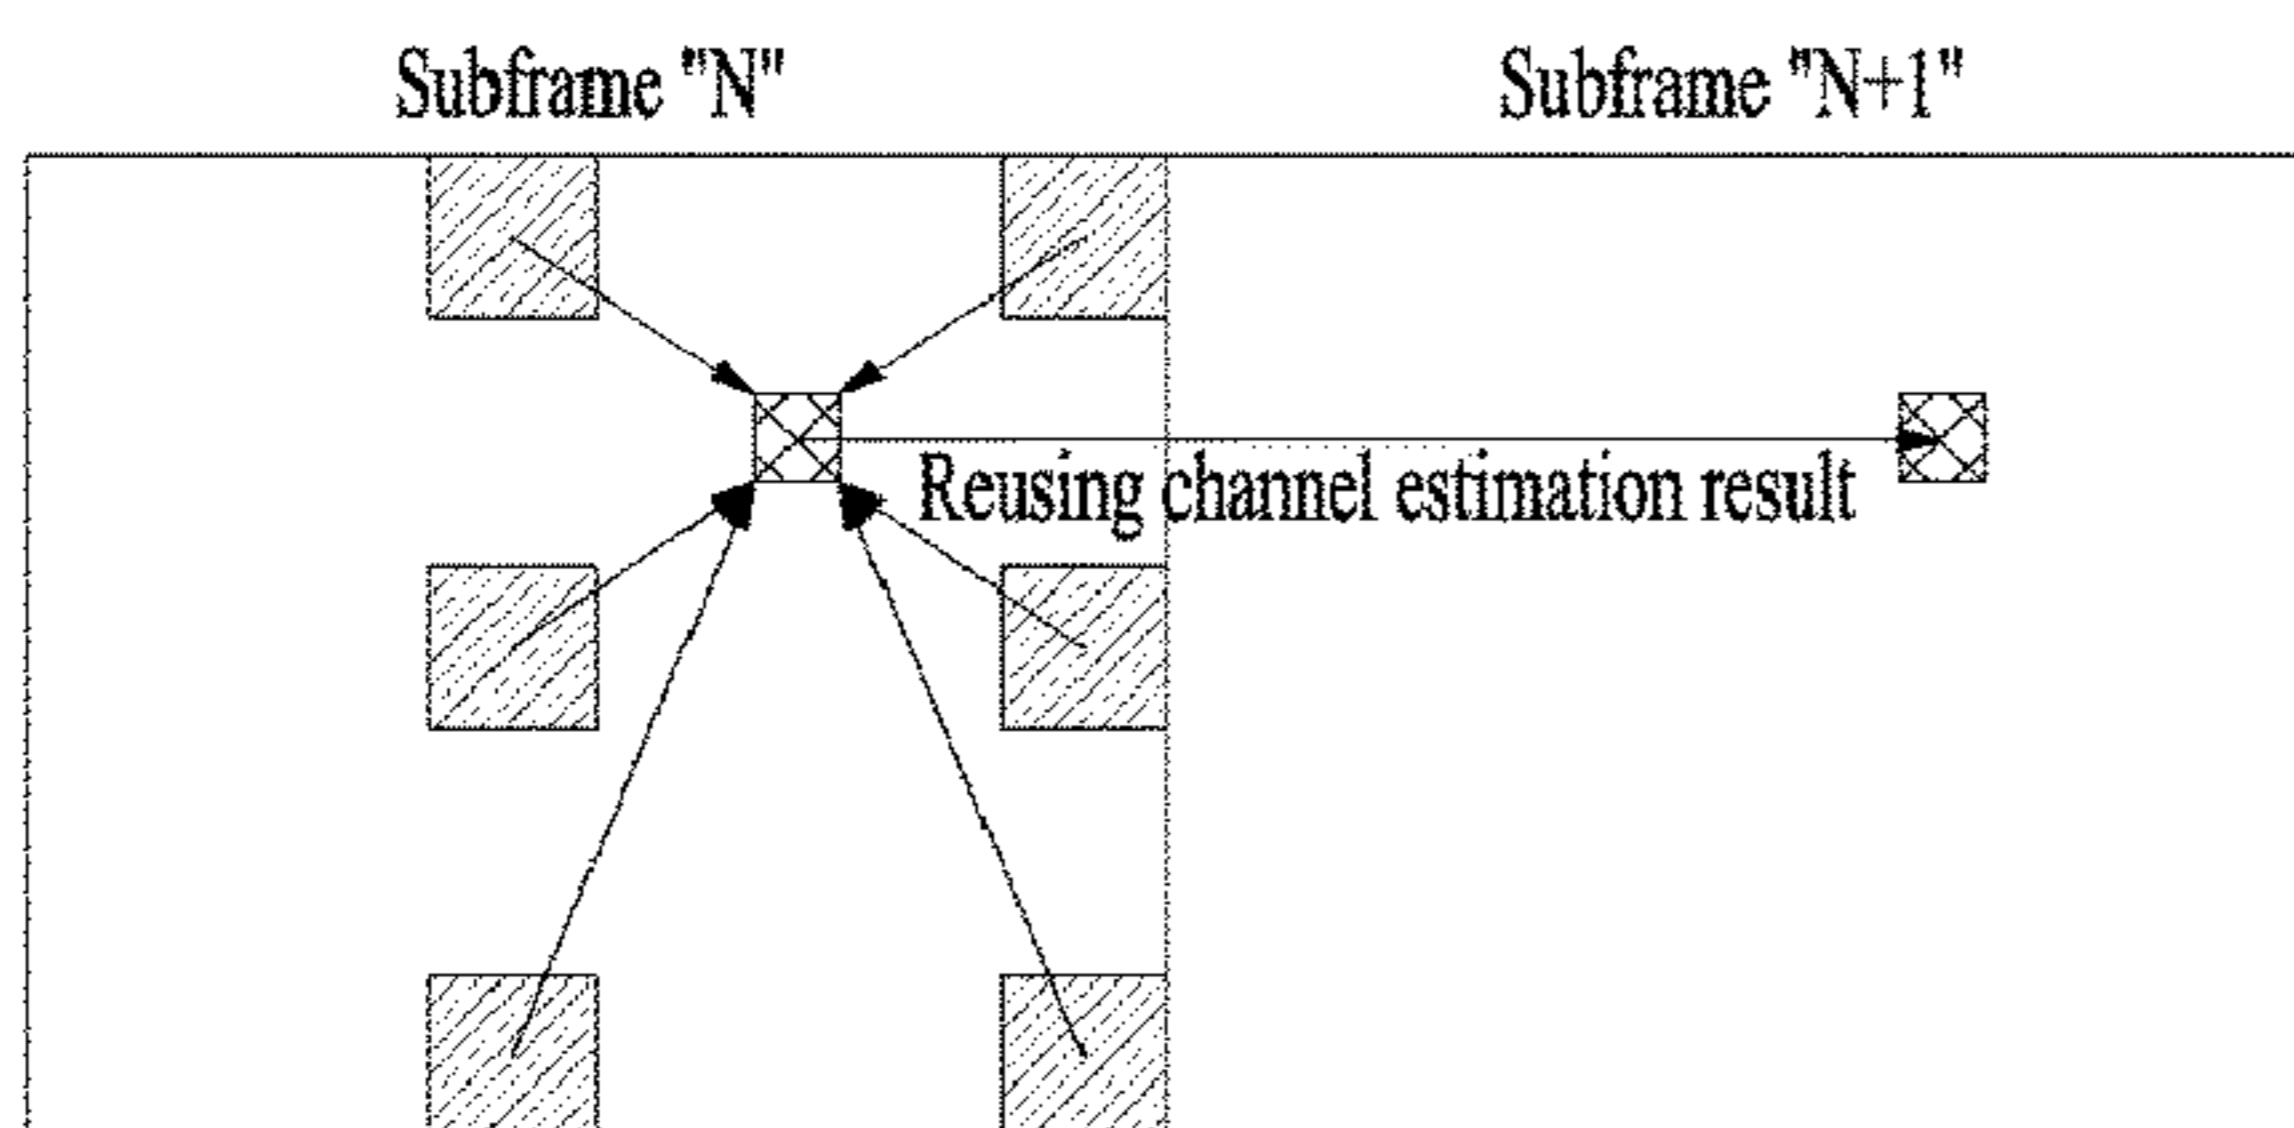 Subframe "N"
Subframe "N+1"
Reusing channel estimation result